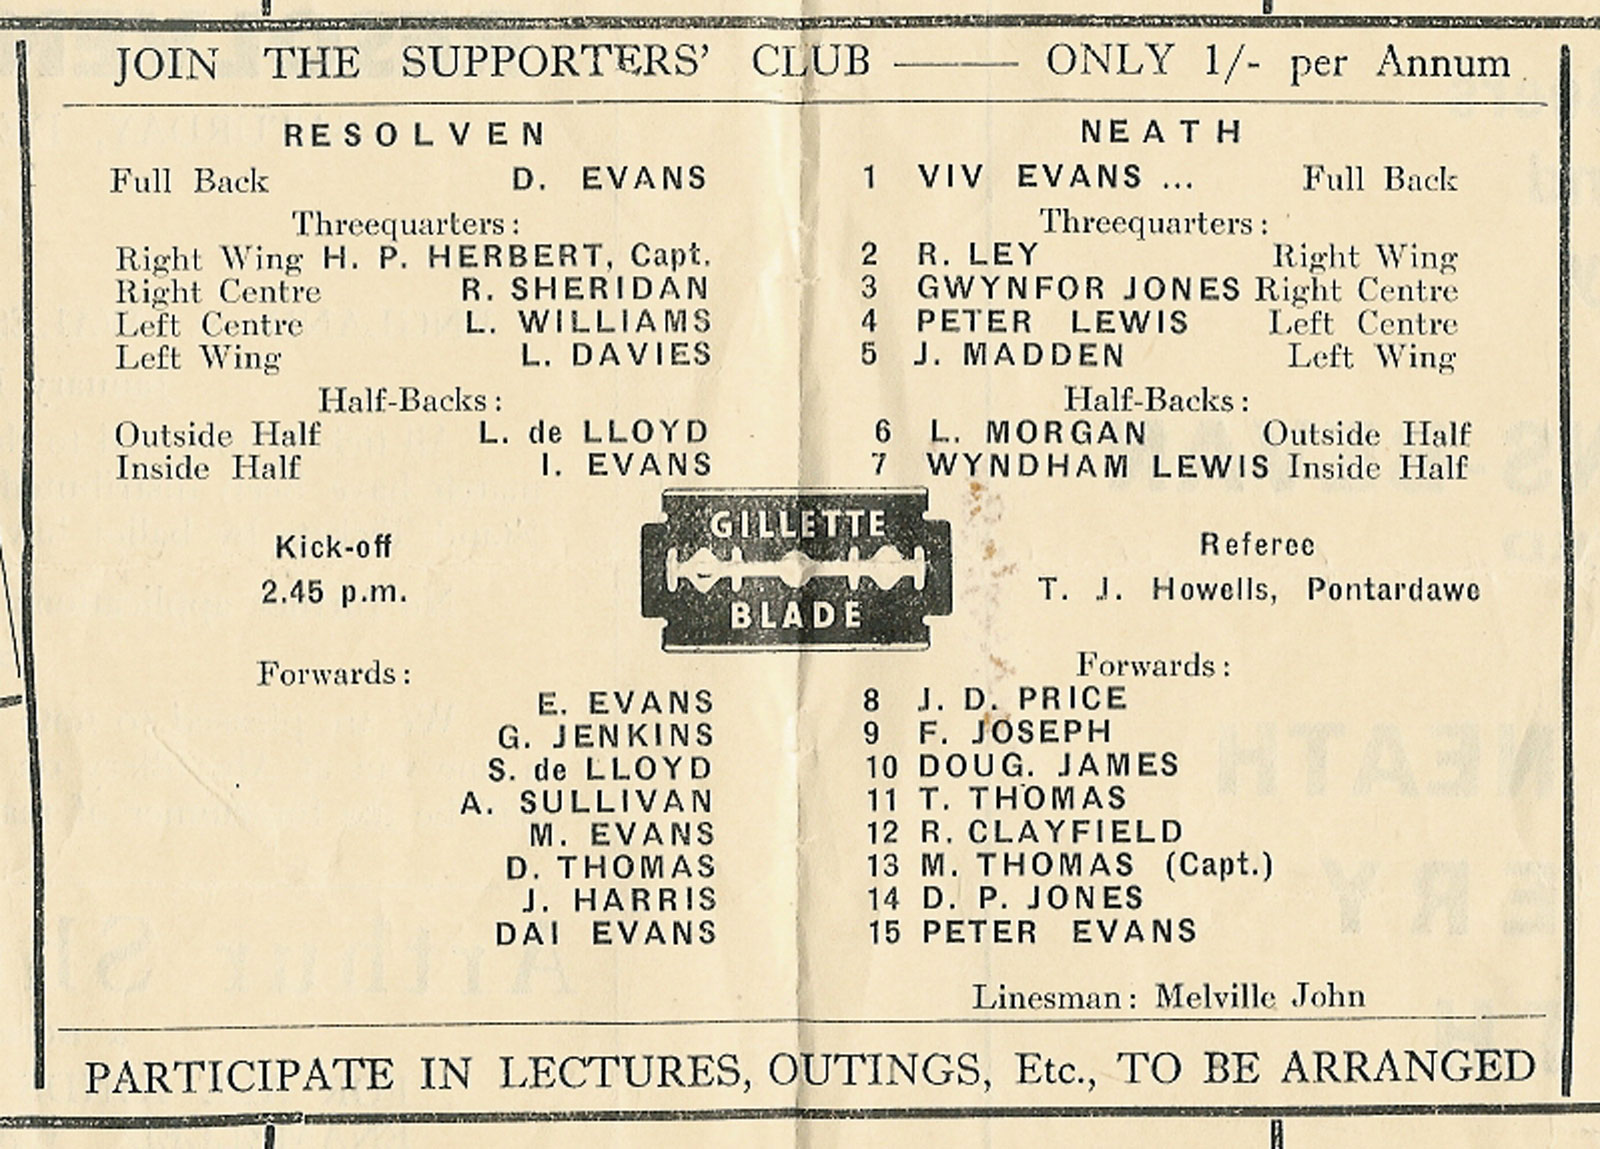 JOIN THE SUPPORTERS' CLUB —— ONLY 1/- per Annum
RESOLVEN
Full Back D. EVANS
Threequarters:
Right Wing H. P. HERBERT, Capt.
Right Centre R. SHERIDAN
Left Centre L. WILLIAMS
Left Wing L. DAVIES
Half-Backs:
Outside Half L. de LLOYD
Inside Half I. EVANS
Kick-off
2.45 p.m.
Forwards:
E. EVANS
G. JENKINS
S. de LLOYD
A. SULLIVAN
M. EVANS
D. THOMAS
J. HARRIS
DAI EVANS
GILLETTE
BLADE
NEATH
1 VIV EVANS ... Full Back
Threequarters:
2 R. LEY Right Wing
3 GWYNFOR JONES Right Centre
4 PETER LEWIS Left Centre
5 J. MADDEN Left Wing
Half-Backs:
6 L. MORGAN Outside Half
7 WYNDHAM LEWIS Inside Half
Referee
T. J. Howells, Pontardawe
Forwards:
8 J. D. PRICE
9 F. JOSEPH
10 DOUG. JAMES
11 T. THOMAS
12 R. CLAYFIELD
13 M. THOMAS (Capt.)
14 D. P. JONES
15 PETER EVANS
Linesman: Melville John
PARTICIPATE IN LECTURES, OUTINGS, Etc., TO BE ARRANGED